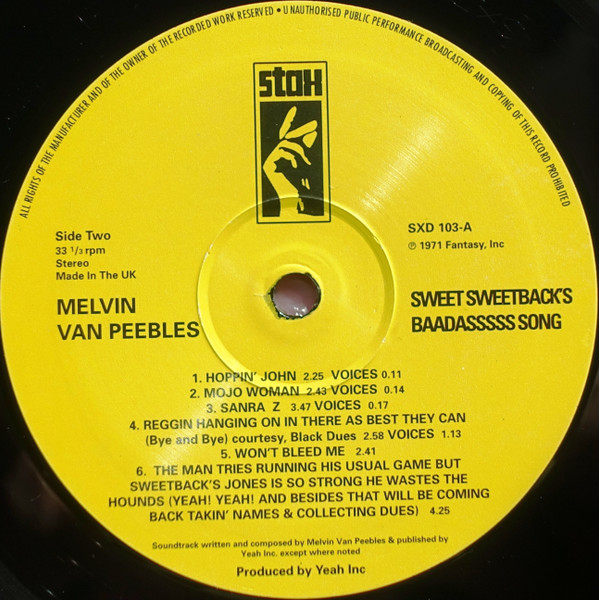 ALL RIGHTS OF THE MANUFACTURER AND OF THE OWNER OF THE RECORDED WORK RESERVED • UNAUTHORISED PUBLIC PERFORMANCE BROADCASTING AND COPYING OF THIS RECORD PROHIBITED
stax
Side Two
33 1/3 rpm
Stereo
Made In The UK
SXD 103-A
℗ 1971 Fantasy, Inc
MELVIN
VAN PEEBLES
SWEET SWEETBACK'S
BAADASSSSS SONG
1. HOPPIN' JOHN 2.25 VOICES 0.11
2. MOJO WOMAN 2.43 VOICES 0.14
3. SANRA Z 3.47 VOICES 0.17
4. REGGIN HANGING ON IN THERE AS BEST THEY CAN
(Bye and Bye) courtesy, Black Dues 2.58 VOICES 1.13
5. WON'T BLEED ME 2.41
6. THE MAN TRIES RUNNING HIS USUAL GAME BUT
SWEETBACK'S JONES IS SO STRONG HE WASTES THE
HOUNDS (YEAH! YEAH! AND BESIDES THAT WILL BE COMING
BACK TAKIN' NAMES & COLLECTING DUES) 4.25
Soundtrack written and composed by Melvin Van Peebles & published by
Yeah Inc. except where noted
Produced by Yeah Inc